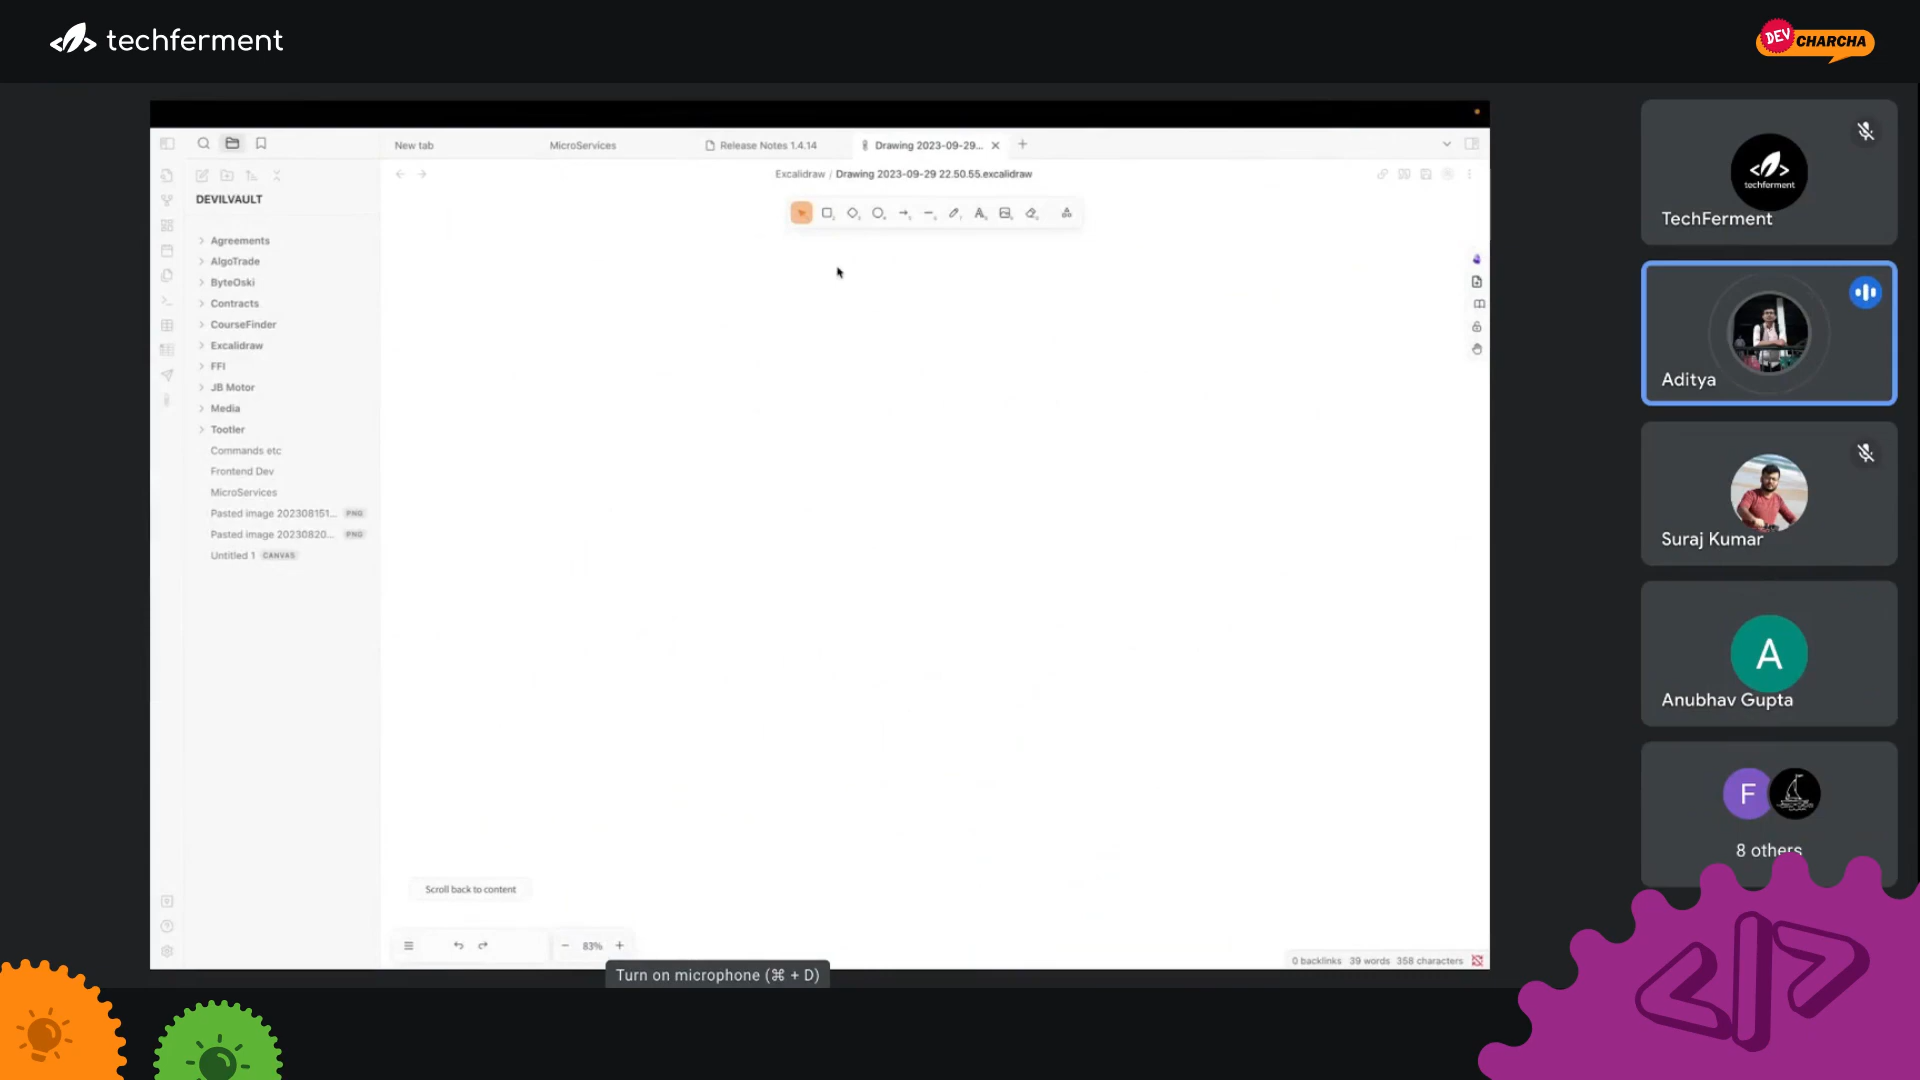 techferment
DEV CHARCHA
New tab
MicroServices
Release Notes 1.4.14
Drawing 2023-09-29...
Excalidraw / Drawing 2023-09-29 22.50.55.excalidraw
DEVILVAULT
Agreements
AlgoTrade
ByteOski
Contracts
CourseFinder
Excalidraw
FFI
JB Motor
Media
Tootler
Commands etc
Frontend Dev
MicroServices
Pasted image 202308151... PNG
Pasted image 20230820... PNG
Untitled 1 CANVAS
Scroll back to content
83%
0 backlinks 39 words 358 characters
Turn on microphone (⌘ + D)
techferment
TechFerment
Aditya
Suraj Kumar
A
Anubhav Gupta
F
8 others